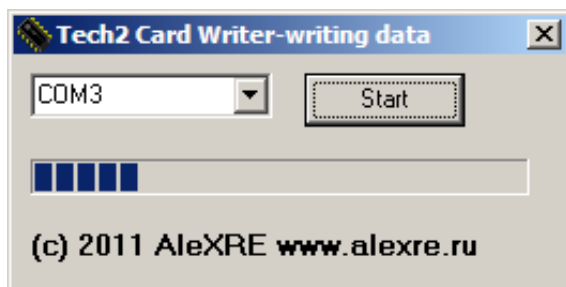 Tech2 Card Writer-writing data
COM3
Start
(c) 2011 AleXRE www.alexre.ru